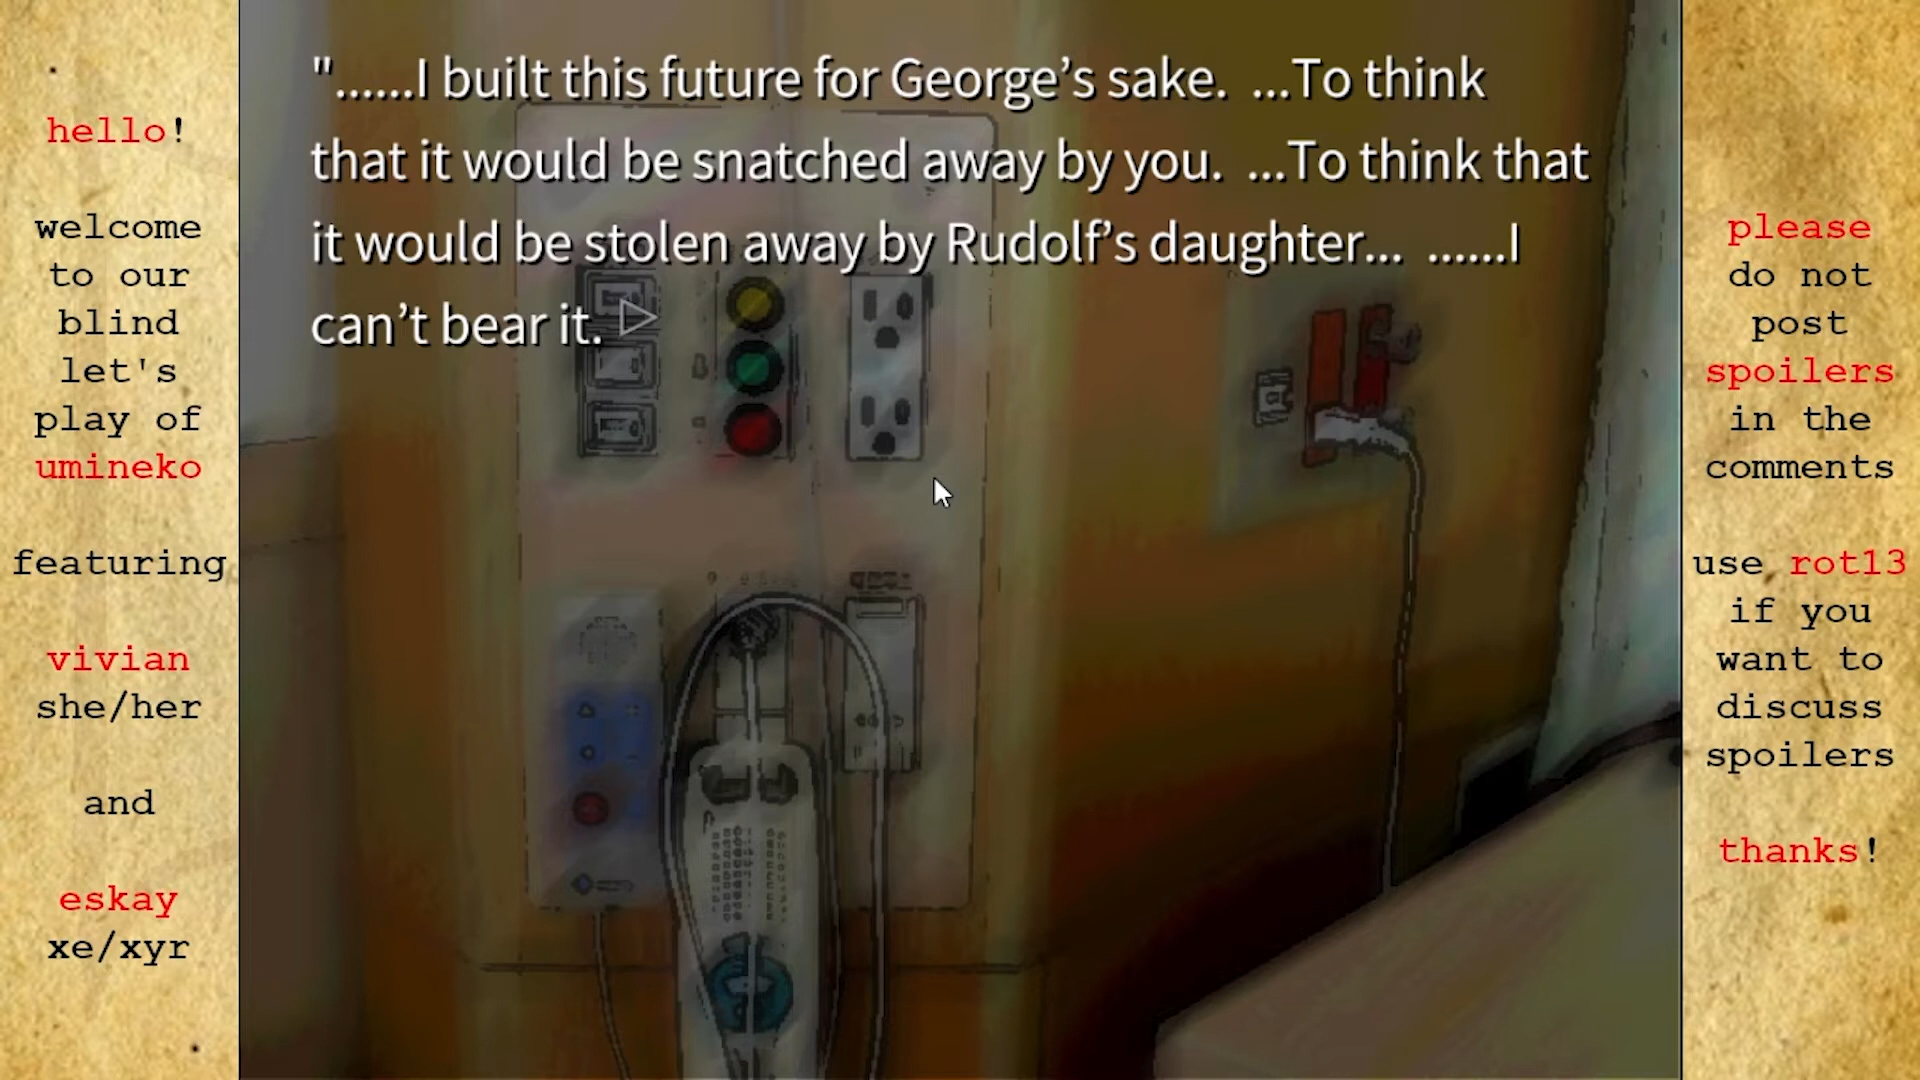 hello!
welcome
to our
blind
let's
play of
umineko
featuring
vivian
she/her
and
eskay
xe/xyr
"......I built this future for George’s sake.  ...To think
that it would be snatched away by you.  ...To think that
it would be stolen away by Rudolf’s daughter...  ......I
can’t bear it.
please
do not
post
spoilers
in the
comments
use rot13
if you
want to
discuss
spoilers
thanks!